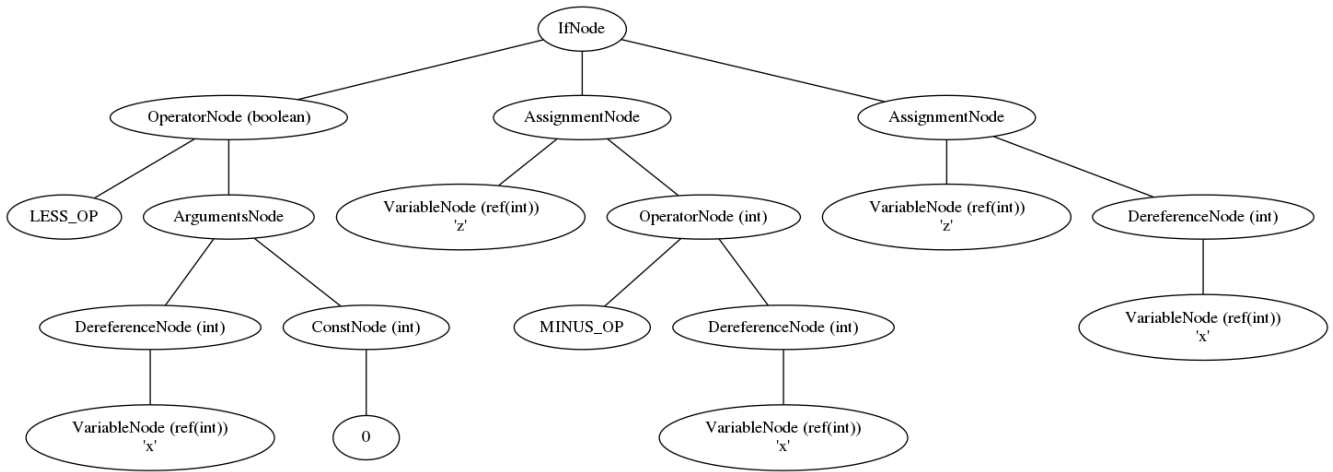 IfNode
OperatorNode (boolean)
AssignmentNode
AssignmentNode
LESS_OP
ArgumentsNode
VariableNode (ref(int))
'z'
OperatorNode (int)
VariableNode (ref(int))
'z'
DereferenceNode (int)
DereferenceNode (int)
ConstNode (int)
MINUS_OP
DereferenceNode (int)
VariableNode (ref(int))
'x'
VariableNode (ref(int))
'x'
0
VariableNode (ref(int))
'x'